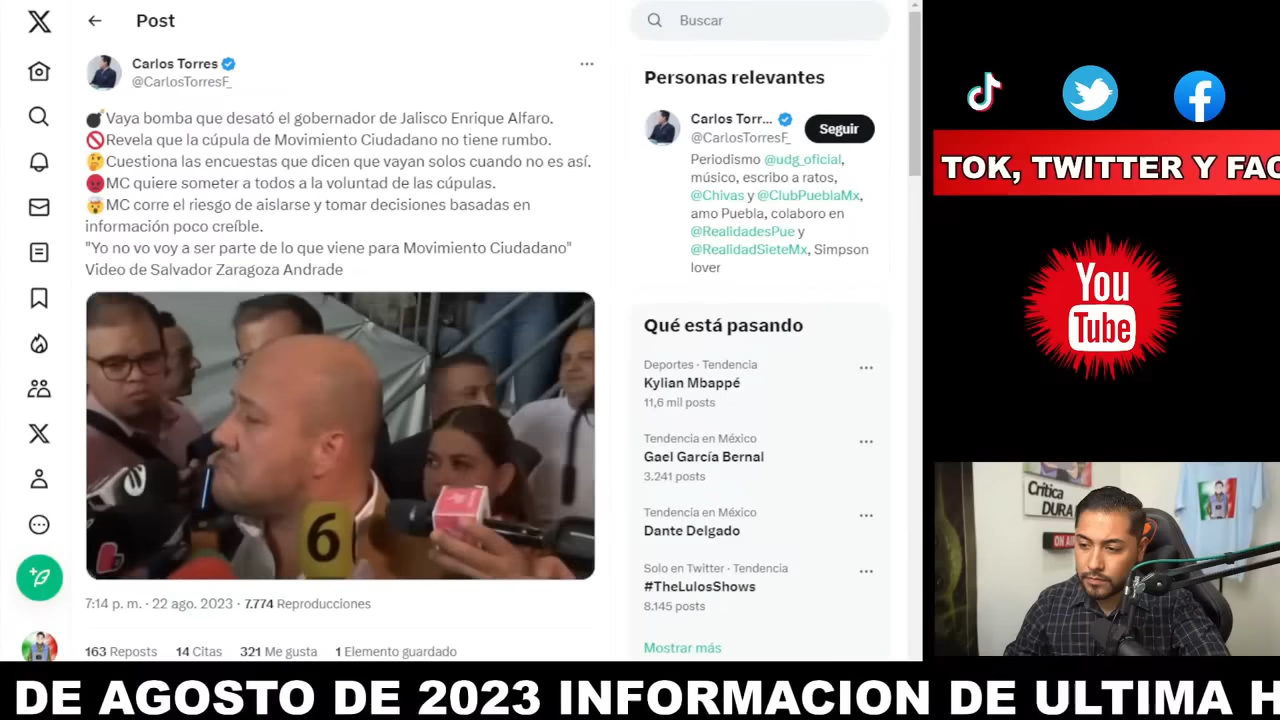 Post
Buscar
Carlos Torres
@CarlosTorresF_
💣Vaya bomba que desató el gobernador de Jalisco Enrique Alfaro.
🚫Revela que la cúpula de Movimiento Ciudadano no tiene rumbo.
🤔Cuestiona las encuestas que dicen que vayan solos cuando no es así.
😡MC quiere someter a todos a la voluntad de las cúpulas.
🤯MC corre el riesgo de aislarse y tomar decisiones basadas en
información poco creíble.
"Yo no vo voy a ser parte de lo que viene para Movimiento Ciudadano"
Video de Salvador Zaragoza Andrade
6
7:14 p. m. · 22 ago. 2023 · 7.774 Reproducciones
163 Reposts 14 Citas 321 Me gusta 1 Elemento guardado
Personas relevantes
Carlos Torr...
@CarlosTorresF_
Seguir
Periodismo @udg_oficial,
músico, escribo a ratos,
@Chivas y @ClubPueblaMx,
amo Puebla, colaboro en
@RealidadesPue y
@RealidadSieteMx, Simpson
lover
Qué está pasando
Deportes · Tendencia
Kylian Mbappé
11,6 mil posts
Tendencia en México
Gael García Bernal
3.241 posts
Tendencia en México
Dante Delgado
Solo en Twitter · Tendencia
#TheLulosShows
8.145 posts
Mostrar más
TOK, TWITTER Y FAC
You
Tube
Crítica
DURA
ON AIR
DE AGOSTO DE 2023 INFORMACION DE ULTIMA H